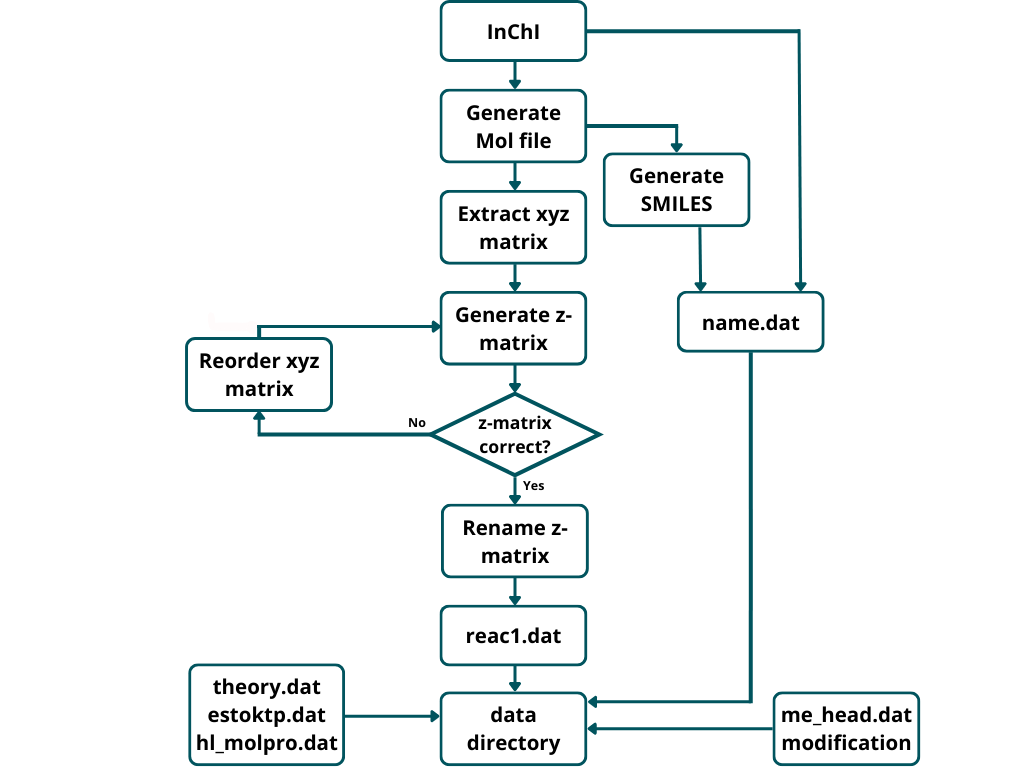 InChI
Generate
Mol file
Generate
SMILES
Extract xyz
matrix
Generate z-
matrix
name.dat
Reorder xyz
matrix
No
z-matrix
correct?
Yes
Rename z-
matrix
reac1.dat
theory.dat
estoktp.dat
hl_molpro.dat
data
directory
me_head.dat
modification